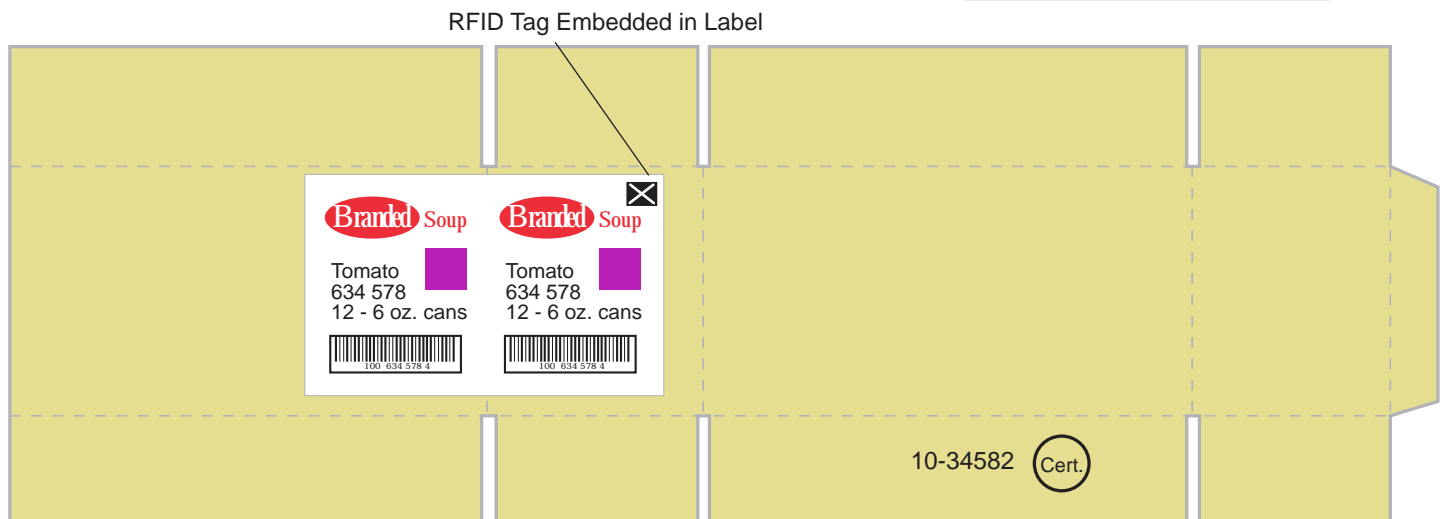 RFID Tag Embedded in Label
Branded Soup
Tomato
634 578
12 - 6 oz. cans
100 634 578 4
Branded Soup
Tomato
634 578
12 - 6 oz. cans
100 634 578 4
10-34582
Cert.